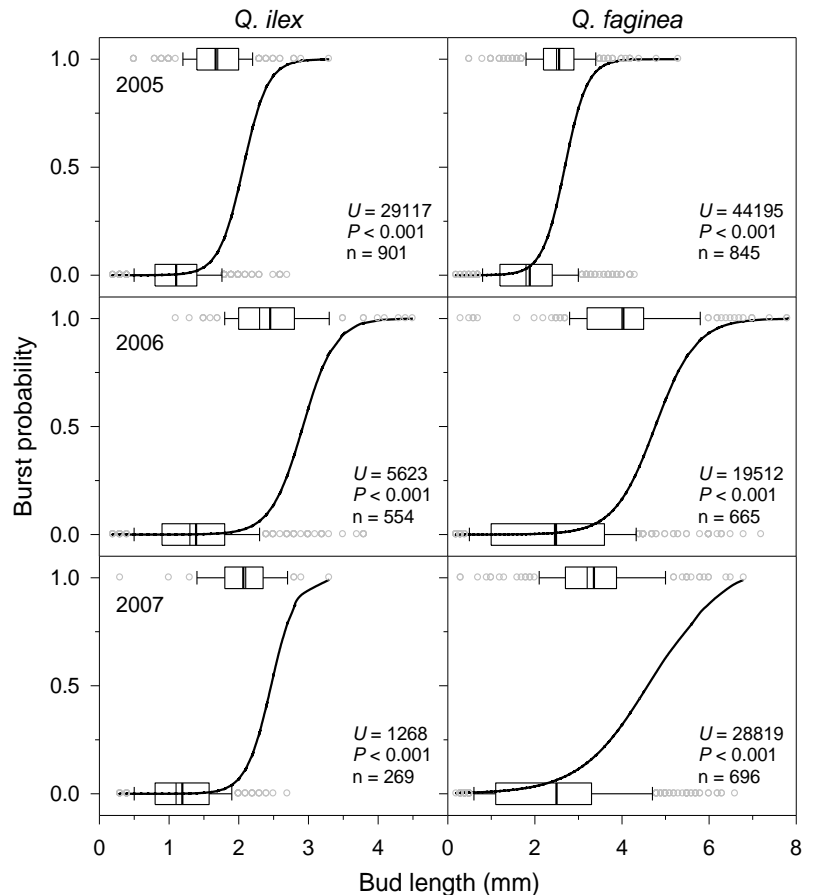 Q. ilex
Q. faginea
1.0
2005
0.5
U = 29117
P < 0.001
n = 901
U = 44195
P < 0.001
n = 845
0.0
1.0
2006
Burst probability
0.5
U = 5623
P < 0.001
n = 554
U = 19512
P < 0.001
n = 665
0.0
1.0
2007
0.5
U = 1268
P < 0.001
n = 269
U = 28819
P < 0.001
n = 696
0.0
0 1 2 3 4 0 2 4 6 8
Bud length (mm)